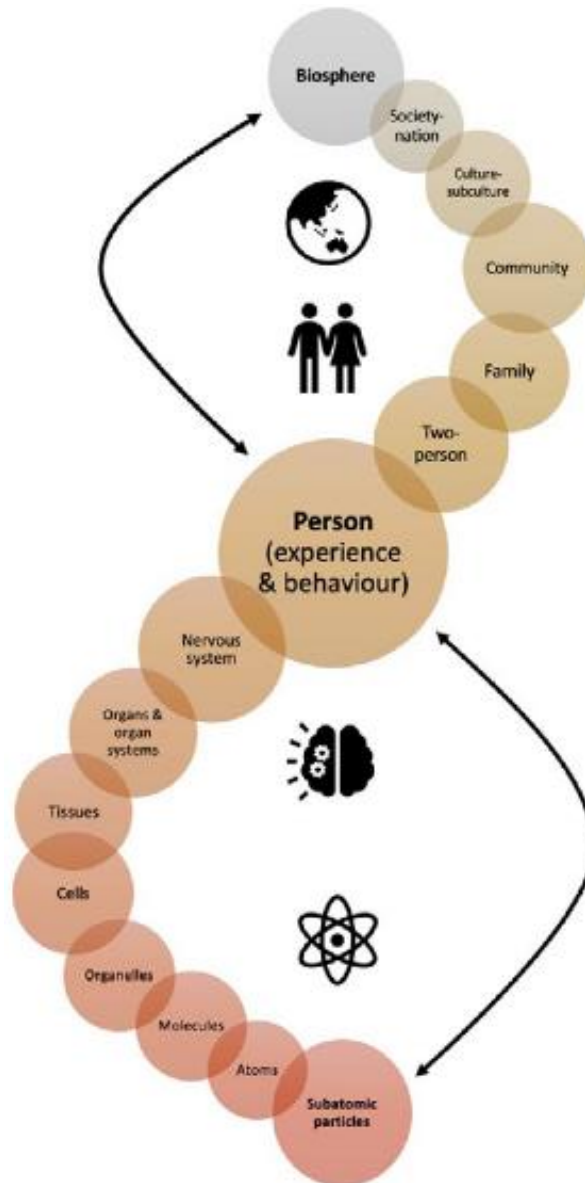 Biosphere
Society-
nation
Culture-
subculture
Community
Family
Two-
person
Person
(experience
& behaviour)
Nervous
system
Organs &
organ
systems
Tissues
Cells
Organelles
Molecules
Atoms
Subatomic
particles